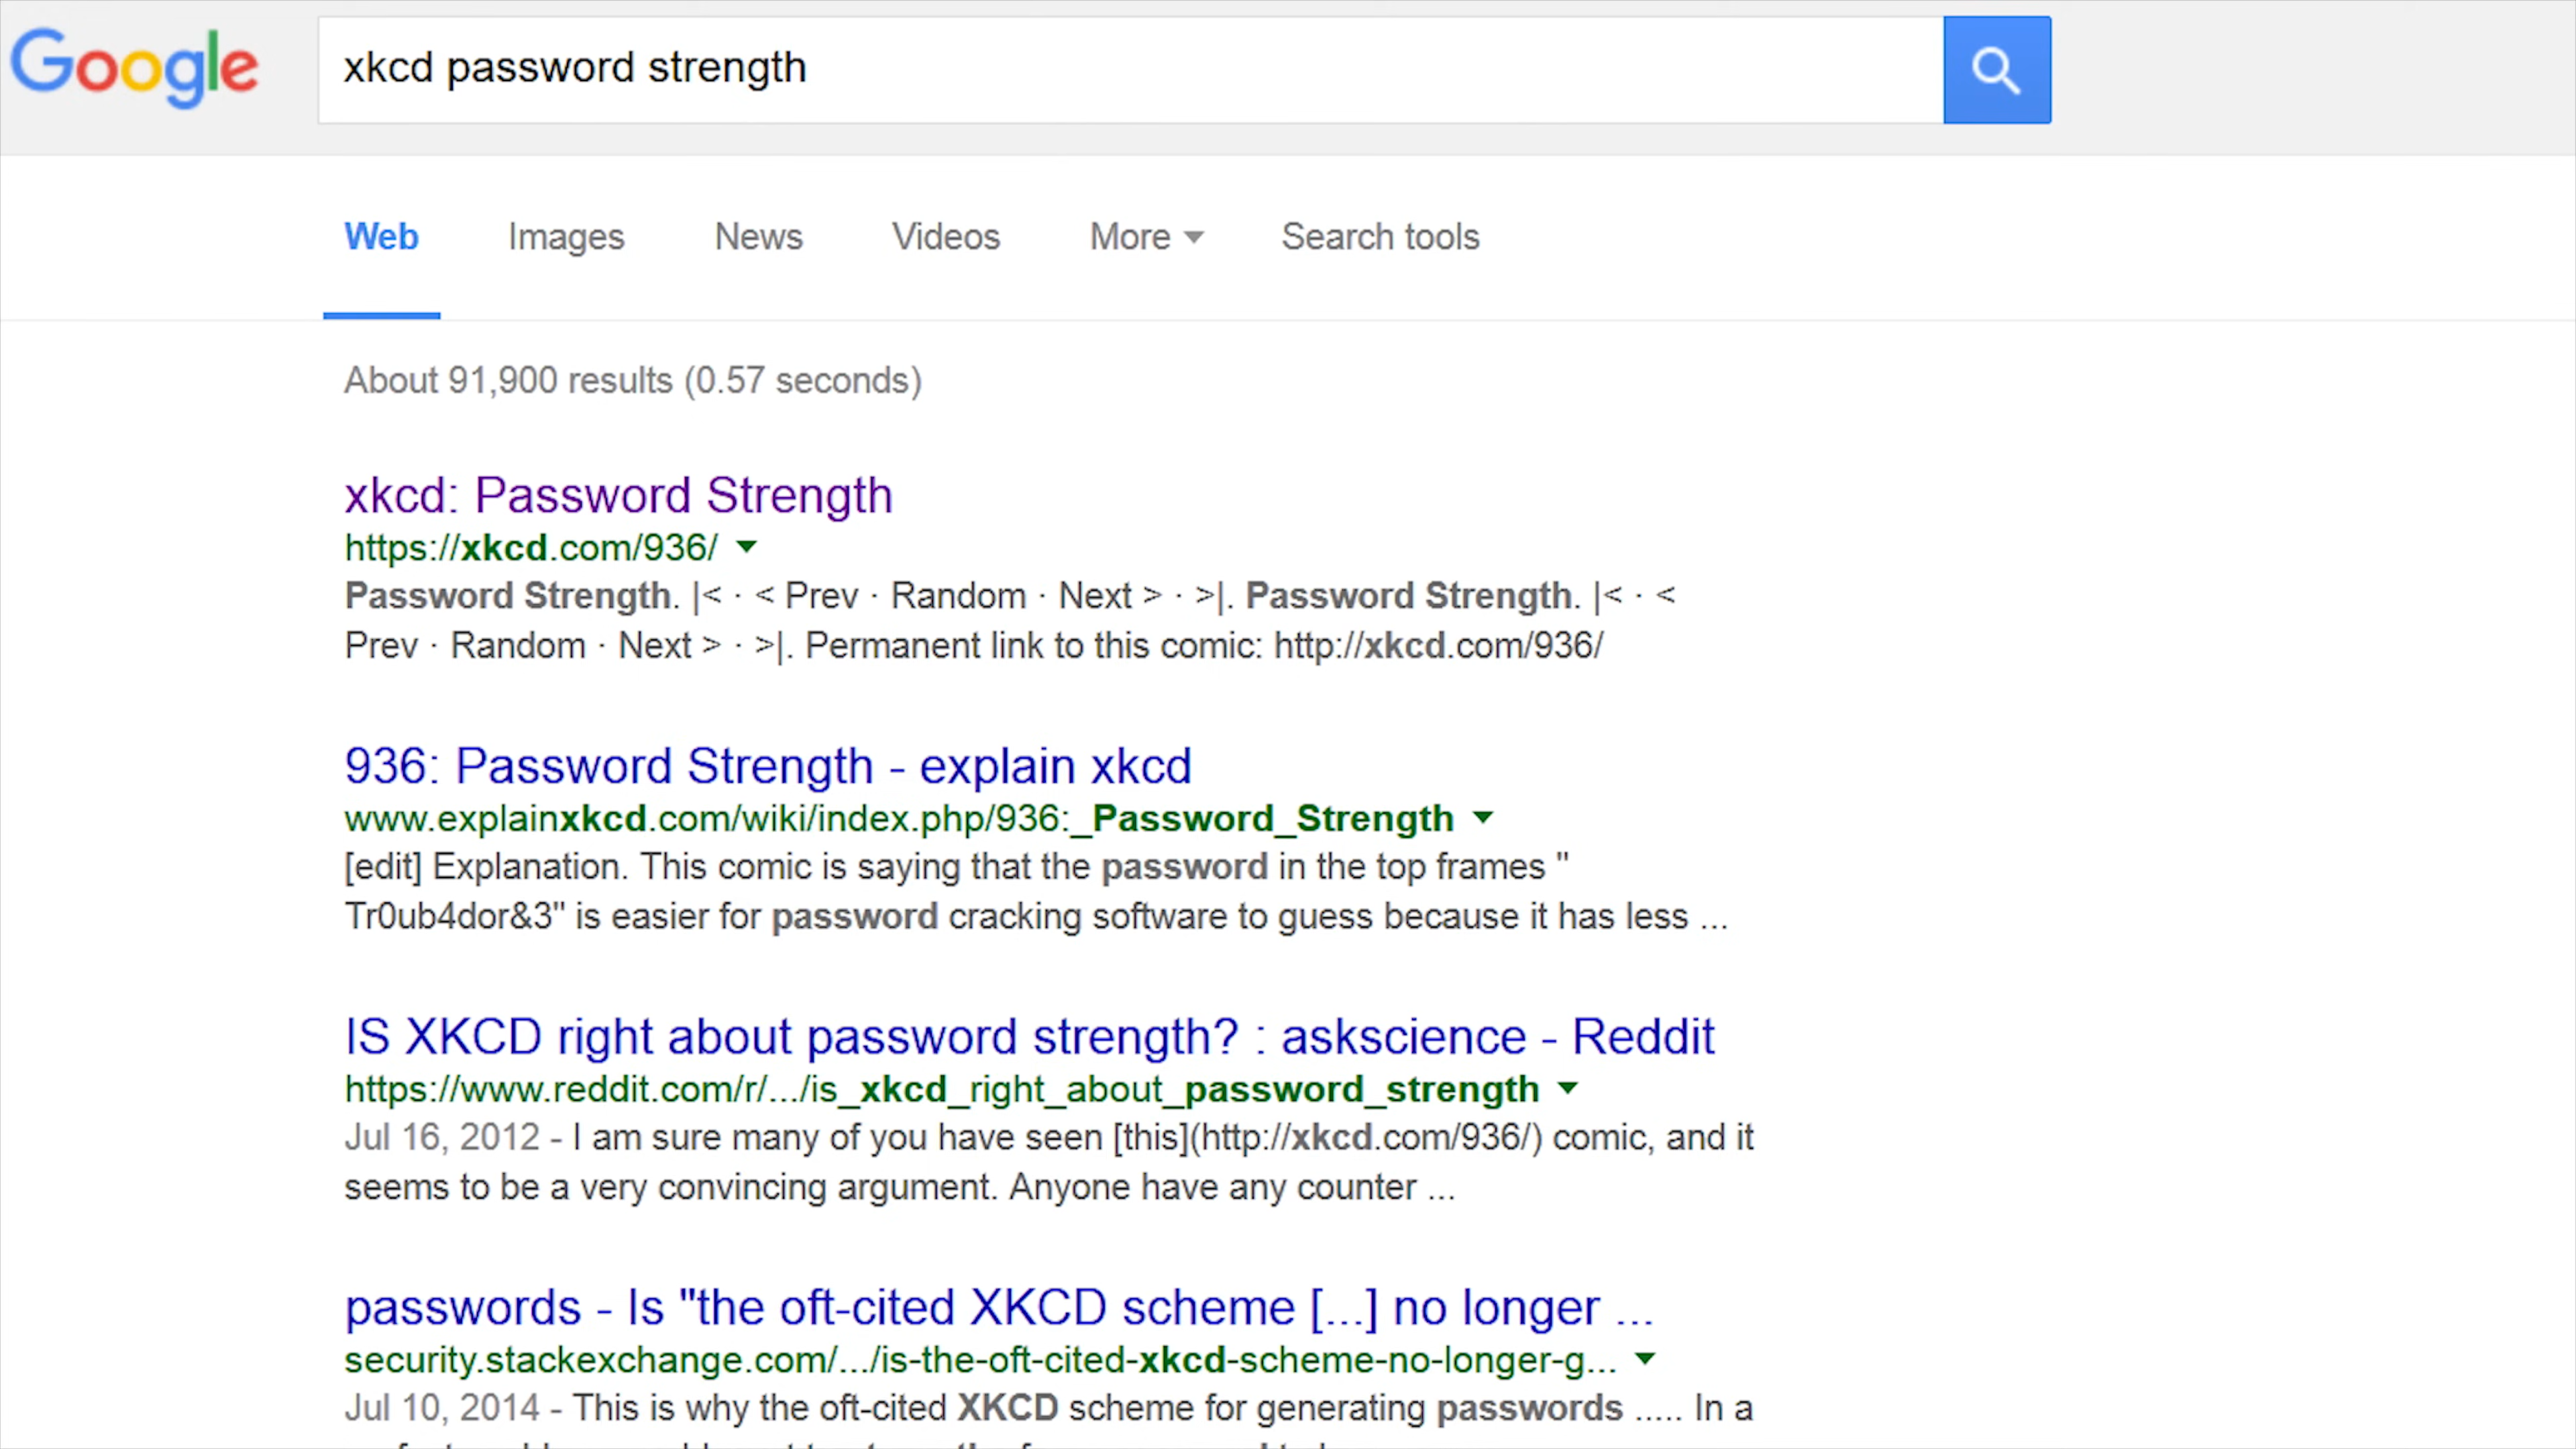 Google
xkcd password strength
Web Images News Videos More Search tools
About 91,900 results (0.57 seconds)
xkcd: Password Strength
https://xkcd.com/936/
Password Strength. |< · < Prev · Random · Next > · >|. Password Strength. |< · <
Prev · Random · Next > · >|. Permanent link to this comic: http://xkcd.com/936/
936: Password Strength - explain xkcd
www.explainxkcd.com/wiki/index.php/936:_Password_Strength
[edit] Explanation. This comic is saying that the password in the top frames "
Tr0ub4dor&3" is easier for password cracking software to guess because it has less ...
IS XKCD right about password strength? : askscience - Reddit
https://www.reddit.com/r/.../is_xkcd_right_about_password_strength
Jul 16, 2012 - I am sure many of you have seen [this](http://xkcd.com/936/) comic, and it
seems to be a very convincing argument. Anyone have any counter ...
passwords - Is "the oft-cited XKCD scheme [...] no longer ...
security.stackexchange.com/.../is-the-oft-cited-xkcd-scheme-no-longer-g...
Jul 10, 2014 - This is why the oft-cited XKCD scheme for generating passwords ..... In a